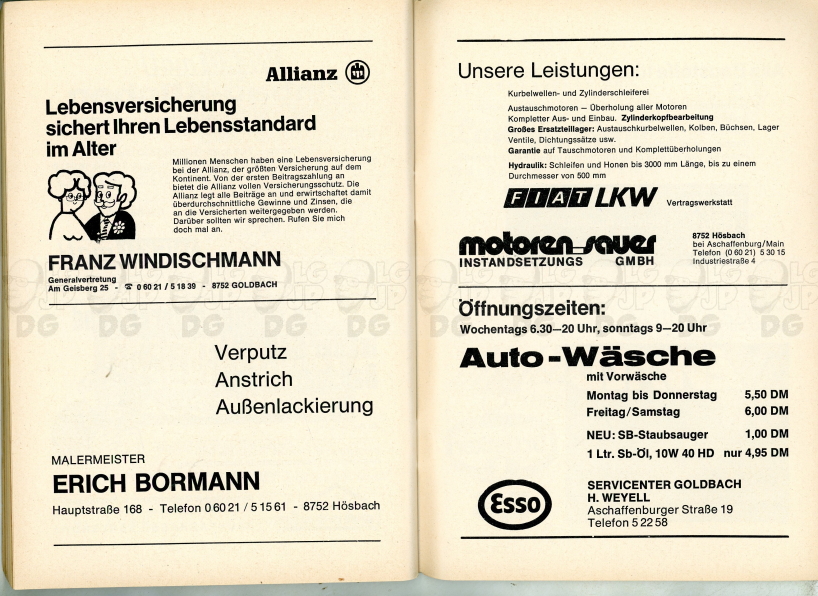 Allianz
Lebensversicherung
sichert Ihren Lebensstandard
im Alter
Millionen Menschen haben eine Lebensversicherung
bei der Allianz, der größten Versicherung auf dem
Kontinent. Von der ersten Beitragszahlung an
bietet die Allianz vollen Versicherungsschutz. Die
Allianz legt alle Beiträge an und erwirtschaftet damit
überdurchschnittliche Gewinne und Zinsen, die
an die Versicherten weitergegeben werden.
Darüber sollten wir sprechen. Rufen Sie mich
doch mal an.
FRANZ WINDISCHMANN
Generalvertretung
Am Geisberg 25 - ☎ 0 60 21 / 5 18 39 - 8752 GOLDBACH
Verputz
Anstrich
Außenlackierung
MALERMEISTER
ERICH BORMANN
Hauptstraße 168 - Telefon 0 60 21 / 5 15 61 - 8752 Hösbach
Unsere Leistungen:
Kurbelwellen- und Zylinderschleiferei
Austauschmotoren – Überholung aller Motoren
Kompletter Aus- und Einbau. Zylinderkopfbearbeitung
Großes Ersatzteillager: Austauschkurbelwellen, Kolben, Büchsen, Lager
Ventile, Dichtungssätze usw.
Garantie auf Tauschmotoren und Komplettüberholungen
Hydraulik: Schleifen und Honen bis 3000 mm Länge, bis zu einem
Durchmesser von 500 mm
FIAT LKW Vertragswerkstatt
motoren-sauer
INSTANDSETZUNGS GMBH
8752 Hösbach
bei Aschaffenburg/Main
Telefon (0 60 21) 5 30 15
Industriestraße 4
Öffnungszeiten:
Wochentags 6.30–20 Uhr, sonntags 9–20 Uhr
Auto-Wäsche
mit Vorwäsche
Montag bis Donnerstag 5,50 DM
Freitag/Samstag 6,00 DM
NEU: SB-Staubsauger 1,00 DM
1 Ltr. Sb-Öl, 10W 40 HD nur 4,95 DM
Esso
SERVICENTER GOLDBACH
H. WEYELL
Aschaffenburger Straße 19
Telefon 5 22 58
LG JP DG